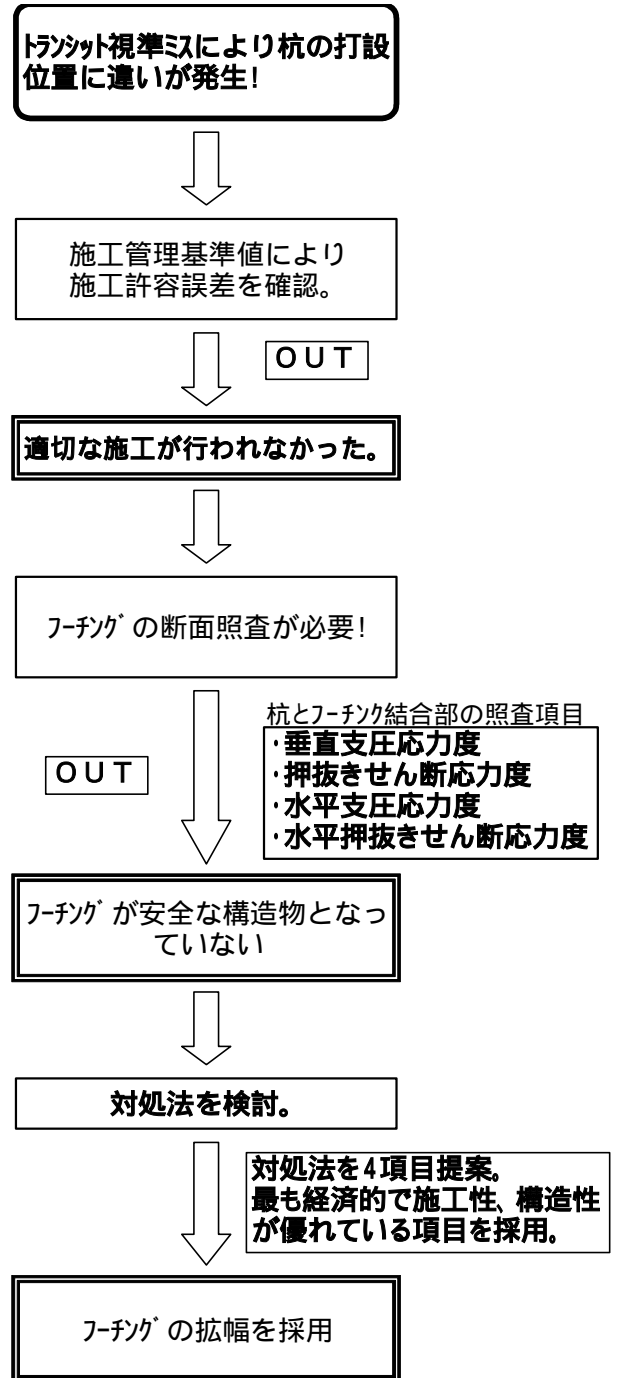 ﾄﾗﾝｼｯﾄ視準ﾐｽにより杭の打設
位置に違いが発生!
施工管理基準値により
施工許容誤差を確認。
ＯＵＴ
適切な施工が行われなかった。
ﾌｰﾁﾝｸﾞの断面照査が必要!
杭とﾌｰﾁﾝｸ結合部の照査項目
・垂直支圧応力度
・押抜きせん断応力度
・水平支圧応力度
・水平押抜きせん断応力度
ＯＵＴ
ﾌｰﾁﾝｸﾞが安全な構造物となっ
ていない
対処法を検討。
対処法を4項目提案。
最も経済的で施工性、構造性
が優れている項目を採用。
ﾌｰﾁﾝｸﾞの拡幅を採用